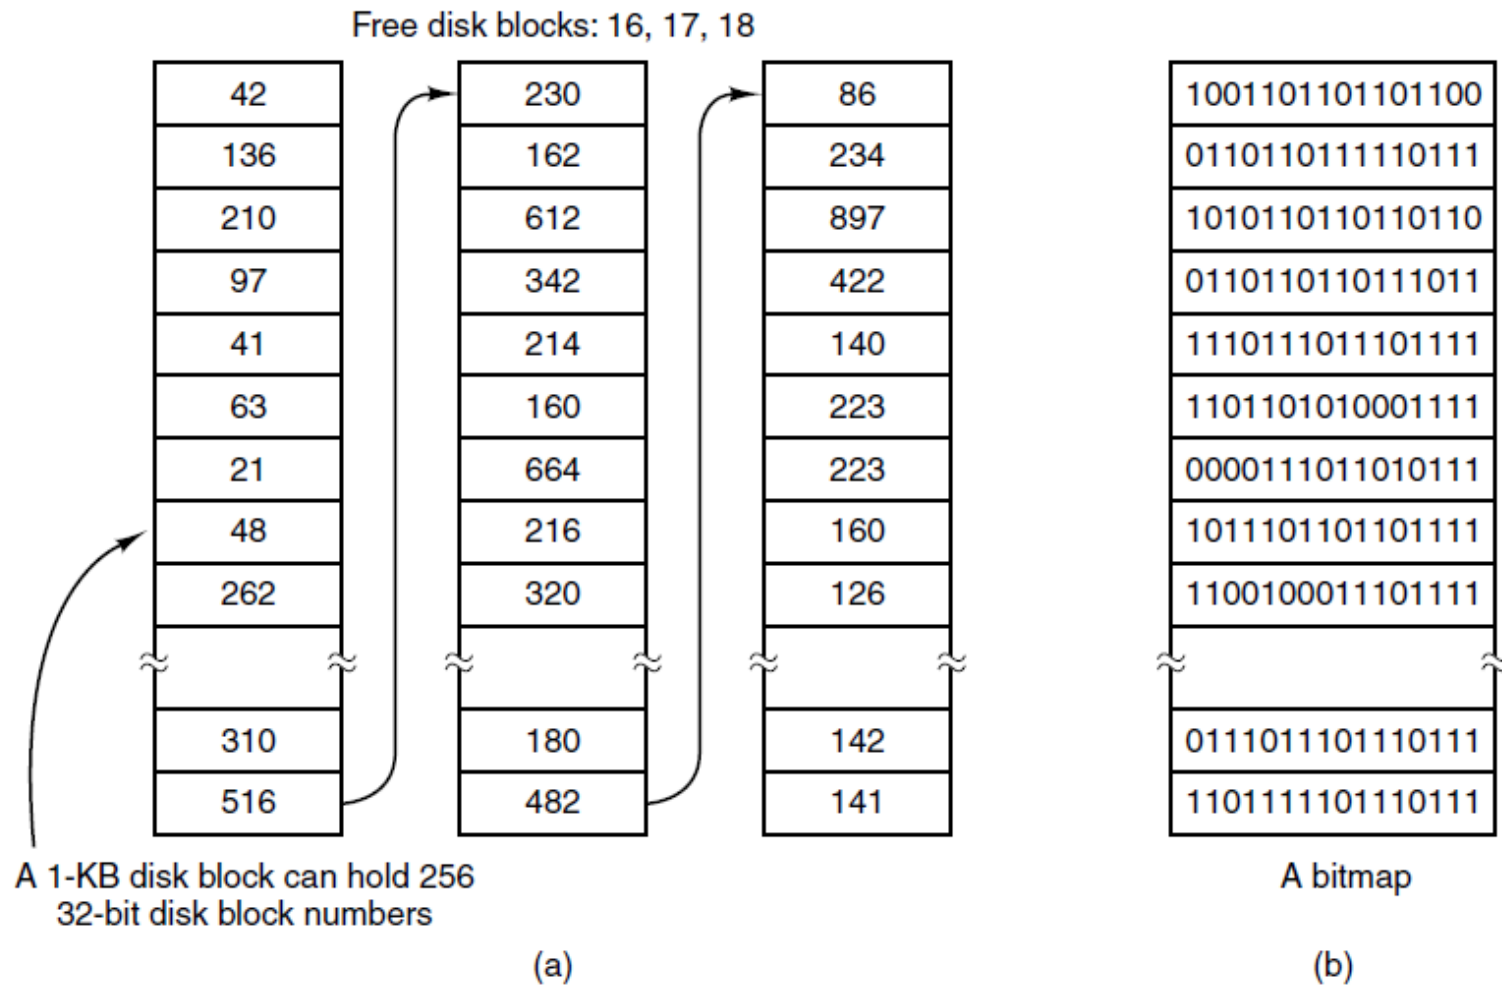 Free disk blocks: 16, 17, 18
42 230 86 1001101101101100
136 162 234 0110110111110111
210 612 897 1010110110110110
97 342 422 0110110110111011
41 214 140 1110111011101111
63 160 223 1101101010001111
21 664 223 0000111011010111
48 216 160 1011101101101111
262 320 126 1100100011101111
310 180 142 0111011101110111
516 482 141 1101111101110111
A 1-KB disk block can hold 256
32-bit disk block numbers
A bitmap
(a) (b)